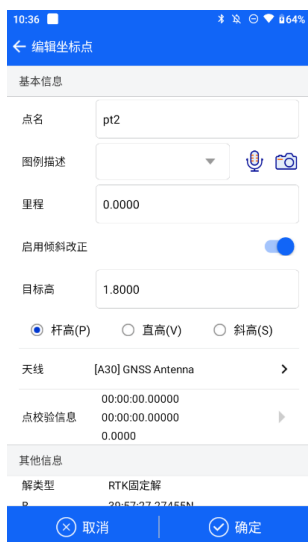 10:36 64%
编辑坐标点
基本信息
点名 pt2
图例描述
里程 0.0000
启用倾斜改正
目标高 1.8000
杆高(P) 直高(V) 斜高(S)
天线 [A30] GNSS Antenna
00:00:00.00000
点校验信息 00:00:00.00000
0.0000
其他信息
解类型 RTK固定解
取消 确定